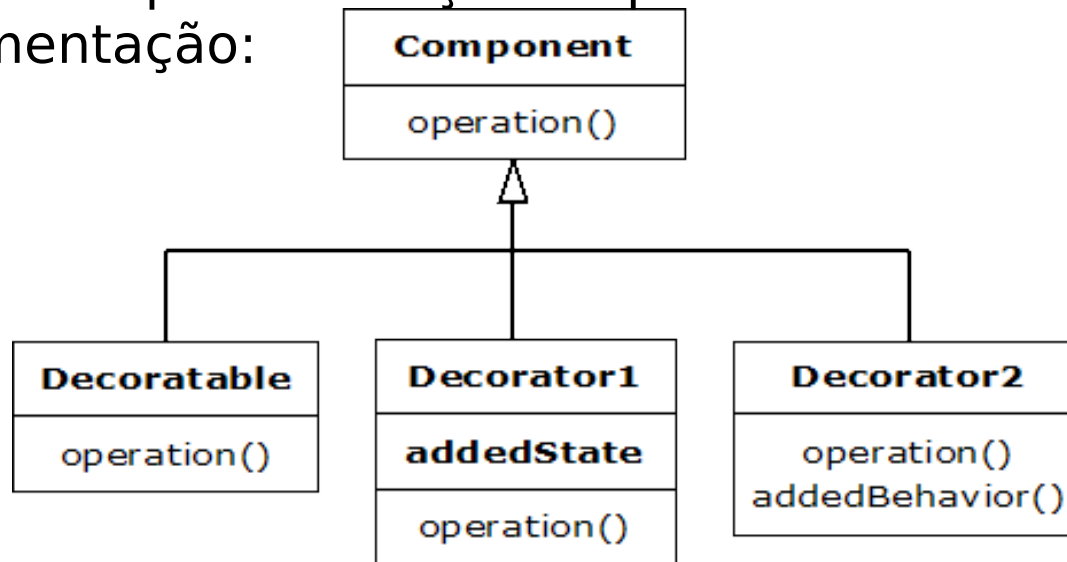 mentação:
Component
operation()
Decoratable
operation()
Decorator1
addedState
operation()
Decorator2
operation()
addedBehavior()